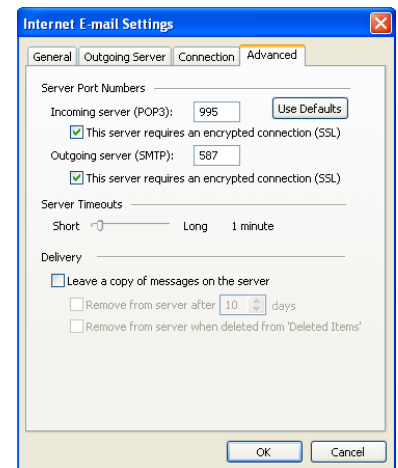 Internet E-mail Settings
General Outgoing Server Connection Advanced
Server Port Numbers
Incoming server (POP3): 995 Use Defaults
This server requires an encrypted connection (SSL)
Outgoing server (SMTP): 587
This server requires an encrypted connection (SSL)
Server Timeouts
Short Long 1 minute
Delivery
Leave a copy of messages on the server
Remove from server after 10 days
Remove from server when deleted from 'Deleted Items'
OK Cancel